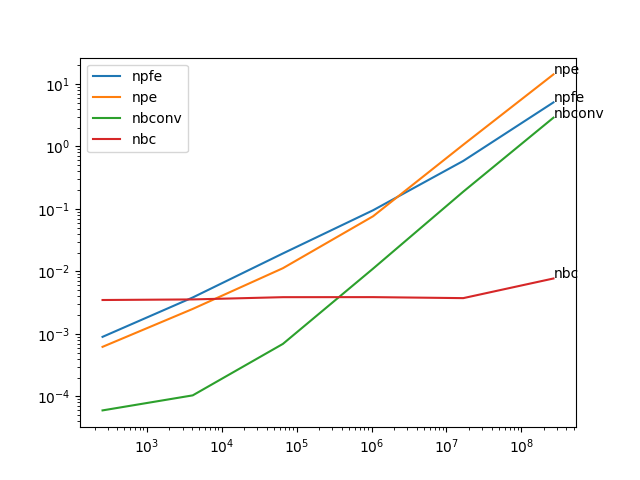 npfe
npe
nbconv
nbc
npe
npfe
nbconv
nbc
10¹
10⁰
10⁻¹
10⁻²
10⁻³
10⁻⁴
10³
10⁴
10⁵
10⁶
10⁷
10⁸